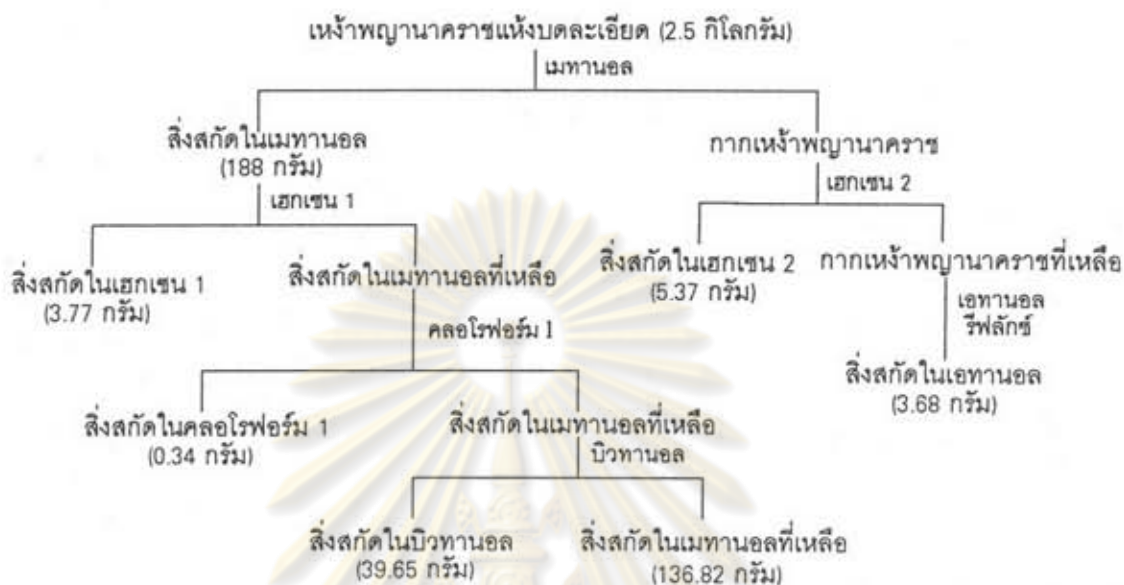 เหง้าพญานาคราชแห้งบดละเอียด (2.5 กิโลกรัม)
เมทานอล
สิ่งสกัดในเมทานอล
(188 กรัม)
กากเหง้าพญานาคราช
เฮกเซน 1
เฮกเซน 2
สิ่งสกัดในเฮกเซน 1
(3.77 กรัม)
สิ่งสกัดในเมทานอลที่เหลือ
สิ่งสกัดในเฮกเซน 2
(5.37 กรัม)
กากเหง้าพญานาคราชที่เหลือ
คลอโรฟอร์ม 1
เอทานอล
รีฟลักซ์
สิ่งสกัดในเอทานอล
(3.68 กรัม)
สิ่งสกัดในคลอโรฟอร์ม 1
(0.34 กรัม)
สิ่งสกัดในเมทานอลที่เหลือ
บิวทานอล
สิ่งสกัดในบิวทานอล
(39.65 กรัม)
สิ่งสกัดในเมทานอลที่เหลือ
(136.82 กรัม)